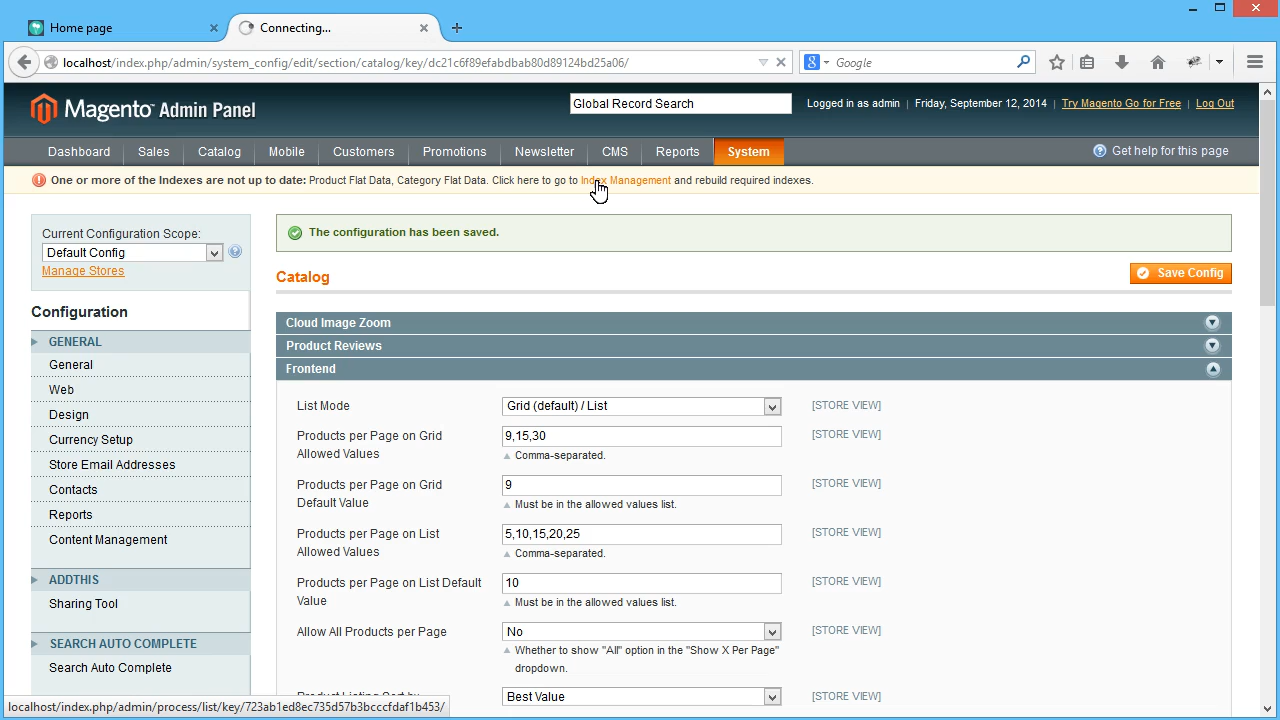 Home page
Connecting...
localhost/index.php/admin/system_config/edit/section/catalog/key/dc21c6f89efabdbab80d89124bd25a06/
Google
Magento Admin Panel
Global Record Search
Logged in as admin | Friday, September 12, 2014 | Try Magento Go for Free | Log Out
Dashboard Sales Catalog Mobile Customers Promotions Newsletter CMS Reports System
Get help for this page
One or more of the Indexes are not up to date: Product Flat Data, Category Flat Data. Click here to go to Index Management and rebuild required indexes.
Current Configuration Scope:
Default Config
Manage Stores
Configuration
GENERAL
General
Web
Design
Currency Setup
Store Email Addresses
Contacts
Reports
Content Management
ADDTHIS
Sharing Tool
SEARCH AUTO COMPLETE
Search Auto Complete
The configuration has been saved.
Catalog
Save Config
Cloud Image Zoom
Product Reviews
Frontend
List Mode
Grid (default) / List
[STORE VIEW]
Products per Page on Grid
Allowed Values
9,15,30
[STORE VIEW]
Comma-separated.
Products per Page on Grid
Default Value
9
[STORE VIEW]
Must be in the allowed values list.
Products per Page on List
Allowed Values
5,10,15,20,25
[STORE VIEW]
Comma-separated.
Products per Page on List Default
Value
10
[STORE VIEW]
Must be in the allowed values list.
Allow All Products per Page
No
[STORE VIEW]
Whether to show "All" option in the "Show X Per Page"
dropdown.
Product Listing Sort by
Best Value
[STORE VIEW]
localhost/index.php/admin/process/list/key/723ab1ed8ec735d57b3bcccfdaf1b453/